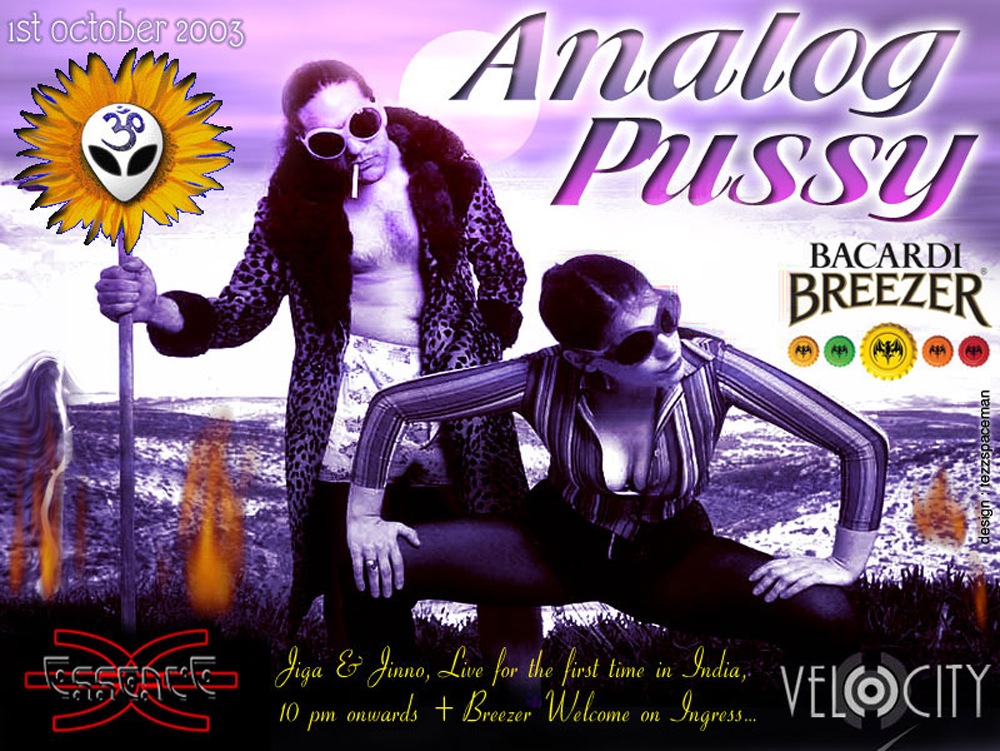 1st october 2003
Analog
Pussy
BACARDI
BREEZER®
design : tezzspaceman
Jiga & Jinno, Live for the first time in India,
10 pm onwards + Breezer Welcome on Ingress...
VELOCITY